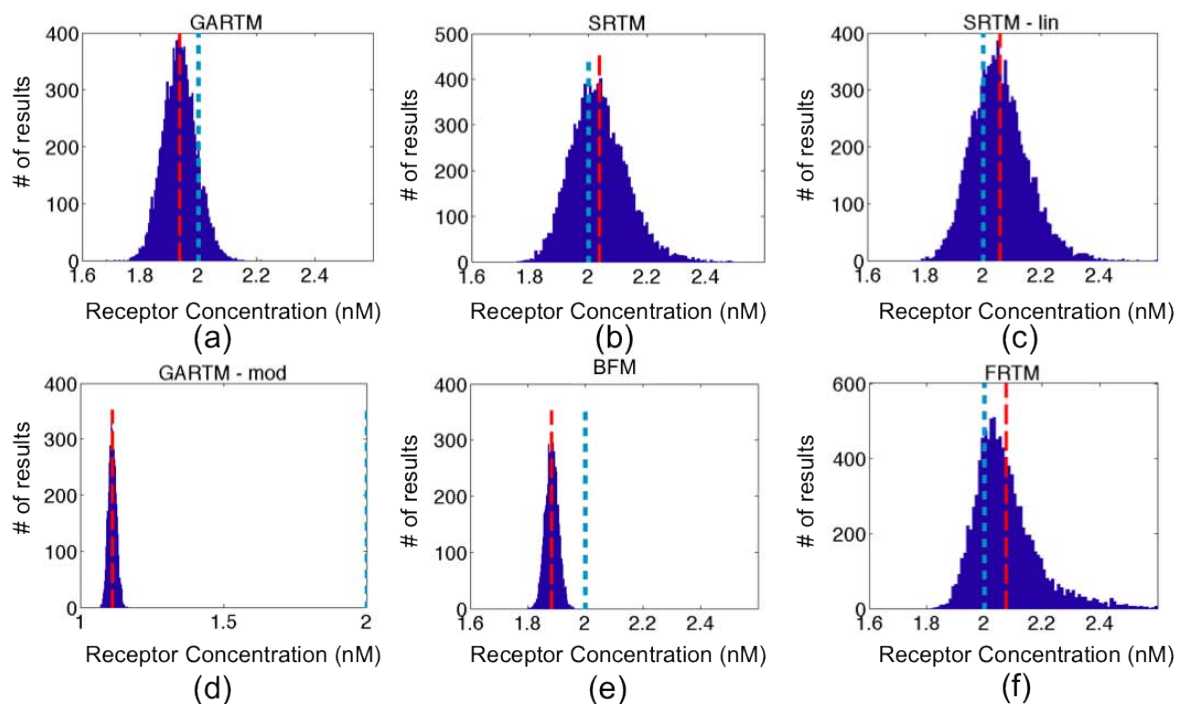 GARTM
# of results
400
300
200
100
0
1.6
1.8
2
2.2
2.4
Receptor Concentration (nM)
(a)
SRTM
# of results
500
400
300
200
100
0
1.6
1.8
2
2.2
2.4
Receptor Concentration (nM)
(b)
SRTM - lin
# of results
400
300
200
100
0
1.6
1.8
2
2.2
2.4
Receptor Concentration (nM)
(c)
GARTM - mod
# of results
400
300
200
100
0
1
1.5
2
Receptor Concentration (nM)
(d)
BFM
# of results
400
300
200
100
0
1.6
1.8
2
2.2
2.4
Receptor Concentration (nM)
(e)
FRTM
# of results
600
400
200
0
1.6
1.8
2
2.2
2.4
Receptor Concentration (nM)
(f)